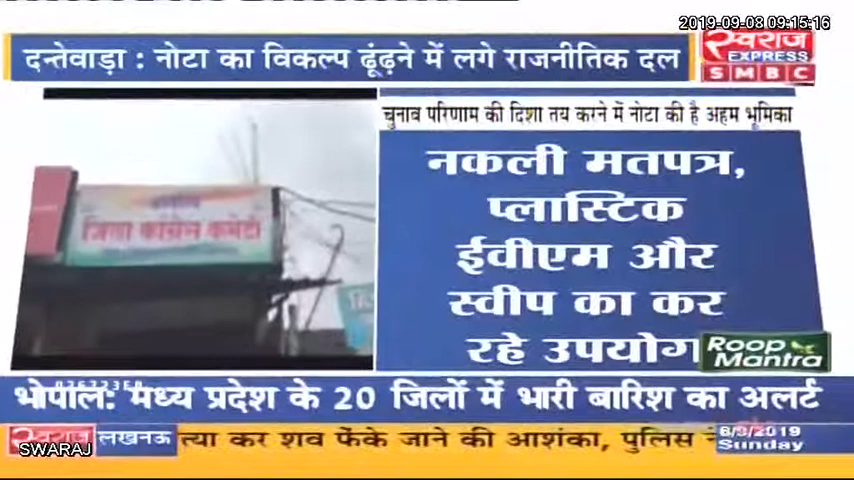 2019-09-08 09:15:16
दन्तेवाड़ा : नोटा का विकल्प ढूंढ़ने में लगे राजनीतिक दल
स्वराज
EXPRESS
SMBC
चुनाव परिणाम की दिशा तय करने में नोटा की है अहम भूमिका
जिला कांग्रेस कमेटी
नकली मतपत्र,
प्लास्टिक
ईवीएम और
स्वीप का कर
रहे उपयोग
Roop
Mantra
भोपाल: मध्य प्रदेश के 20 जिलों में भारी बारिश का अलर्ट
स्वराज लखनऊ
त्या कर शव फेंके जाने की आशंका, पुलिस
8/9/2019
Sunday
SWARAJ